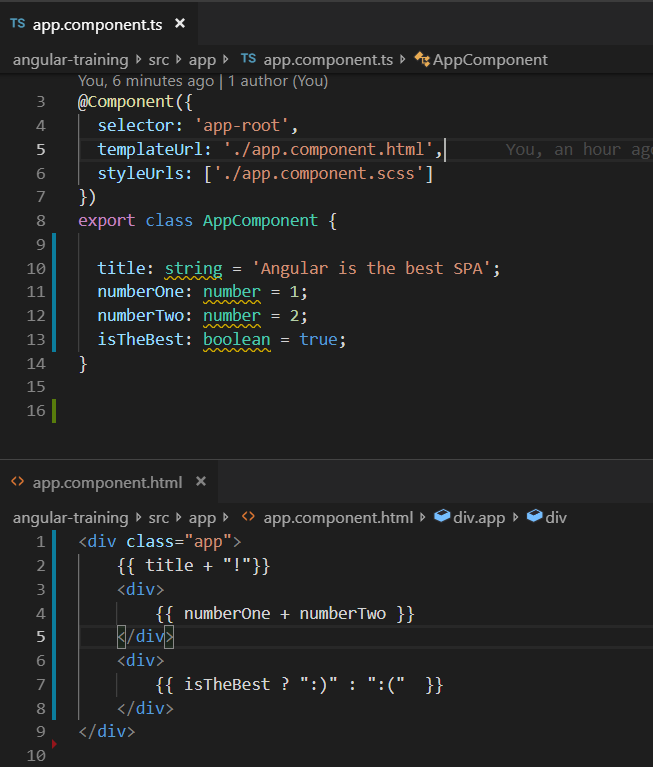 TS app.component.ts ×
angular-training › src › app › TS app.component.ts › AppComponent
You, 6 minutes ago | 1 author (You)
3 @Component({
4   selector: 'app-root',
5   templateUrl: './app.component.html', You, an hour ago
6   styleUrls: ['./app.component.scss']
7 })
8 export class AppComponent {
9
10   title: string = 'Angular is the best SPA';
11   numberOne: number = 1;
12   numberTwo: number = 2;
13   isTheBest: boolean = true;
14 }
15
16
<> app.component.html ×
angular-training › src › app › <> app.component.html › div.app › div
1 <div class="app">
2     {{ title + "!"}}
3     <div>
4         {{ numberOne + numberTwo }}
5     </div>
6     <div>
7         {{ isTheBest ? ":)" : ":("  }}
8     </div>
9 </div>
10